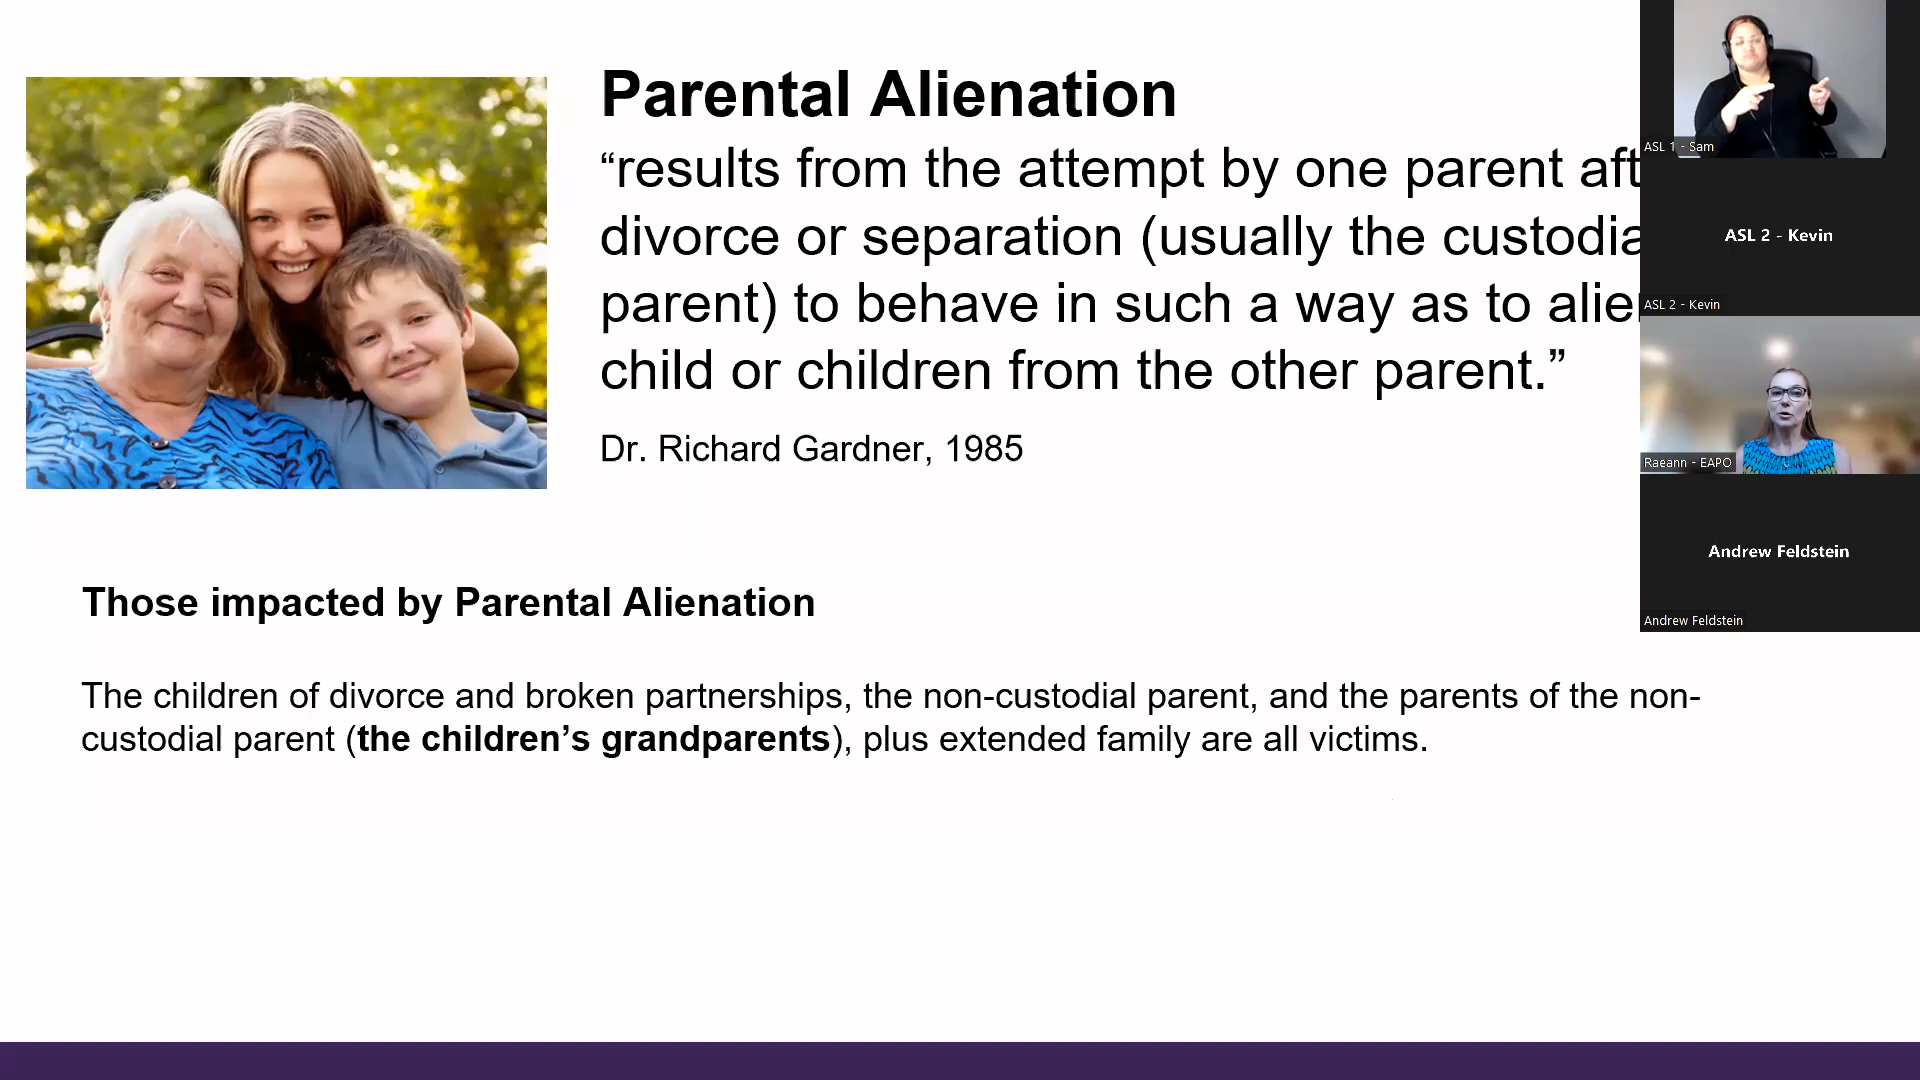 Parental Alienation
“results from the attempt by one parent aft
divorce or separation (usually the custodia
parent) to behave in such a way as to alie
child or children from the other parent.”
Dr. Richard Gardner, 1985
Those impacted by Parental Alienation
The children of divorce and broken partnerships, the non-custodial parent, and the parents of the non-
custodial parent (the children’s grandparents), plus extended family are all victims.
ASL 1 - Sam
ASL 2 - Kevin
ASL 2 - Kevin
Raeann - EAPO
Andrew Feldstein
Andrew Feldstein